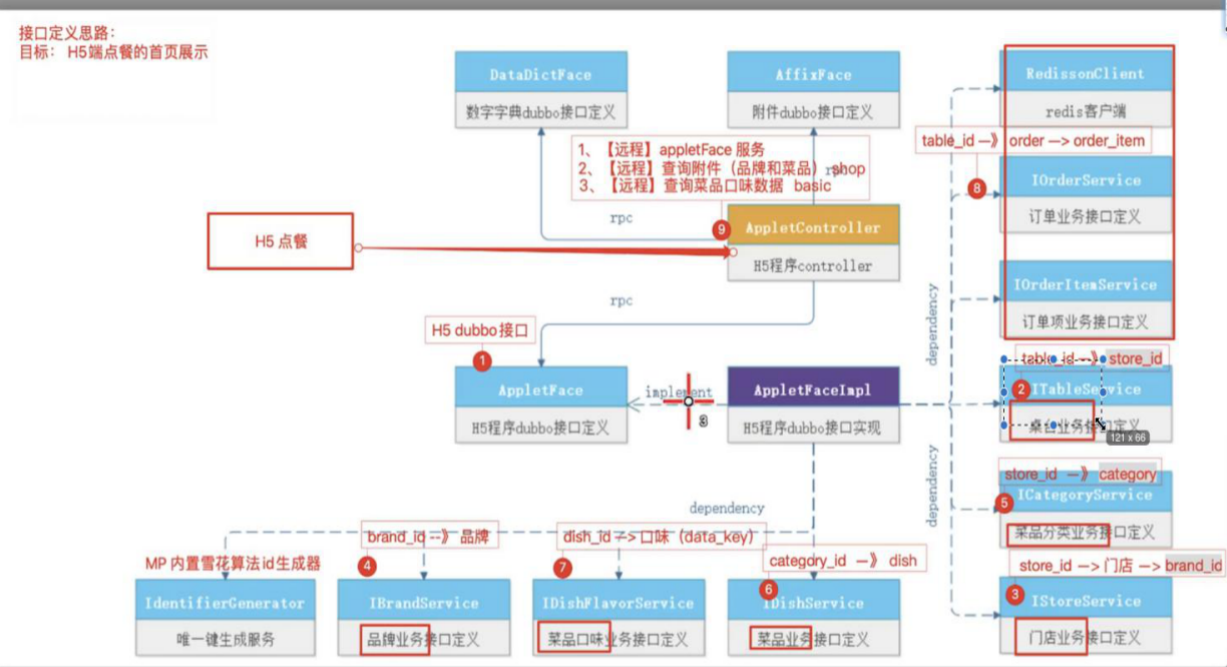 接口定义思路：
目标： H5端点餐的首页展示
DataDictFace
数字字典dubbo接口定义
AffixFace
附件dubbo接口定义
RedissonClient
redis客户端
1、【远程】appletFace 服务
2、【远程】查询附件（品牌和菜品） shop
3、【远程】查询菜品口味数据 basic
table_id —》 order —> order_item
8
IOrderService
订单业务接口定义
rpc
9
AppletController
H5程序controller
H5 点餐
rpc
dependency
IOrderItemService
订单项业务接口定义
H5 dubbo接口
1
AppletFace
H5程序dubbo接口定义
implement
3
AppletFaceImpl
H5程序dubbo接口实现
table_id —》 store_id
2
ITableService
桌台业务接口定义
121 x 66
dependency
store_id —》 category
5
ICategoryService
菜品分类业务接口定义
dependency
brand_id --》 品牌
dish_id —> 口味（data_key）
category_id —》 dish
store_id —> 门店 —> brand_id
MP 内置雪花算法id生成器
4
7
6
3
IdentifierGenerator
唯一键生成服务
IBrandService
品牌业务接口定义
IDishFlavorService
菜品口味业务接口定义
IDishService
菜品业务接口定义
IStoreService
门店业务接口定义